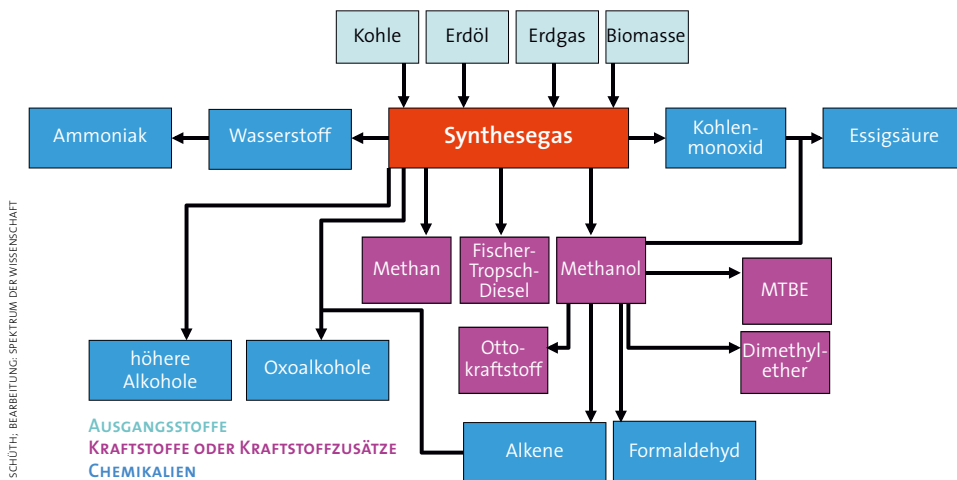 Kohle
Erdöl
Erdgas
Biomasse
Ammoniak
Wasserstoff
Synthesegas
Kohlen-
monoxid
Essigsäure
Methan
Fischer-
Tropsch-
Diesel
Methanol
MTBE
Otto-
kraftstoff
Dimethyl-
ether
höhere
Alkohole
Oxoalkohole
Alkene
Formaldehyd
AUSGANGSSTOFFE
KRAFTSTOFFE ODER KRAFTSTOFFZUSÄTZE
CHEMIKALIEN
SCHÜTH; BEARBEITUNG: SPEKTRUM DER WISSENSCHAFT